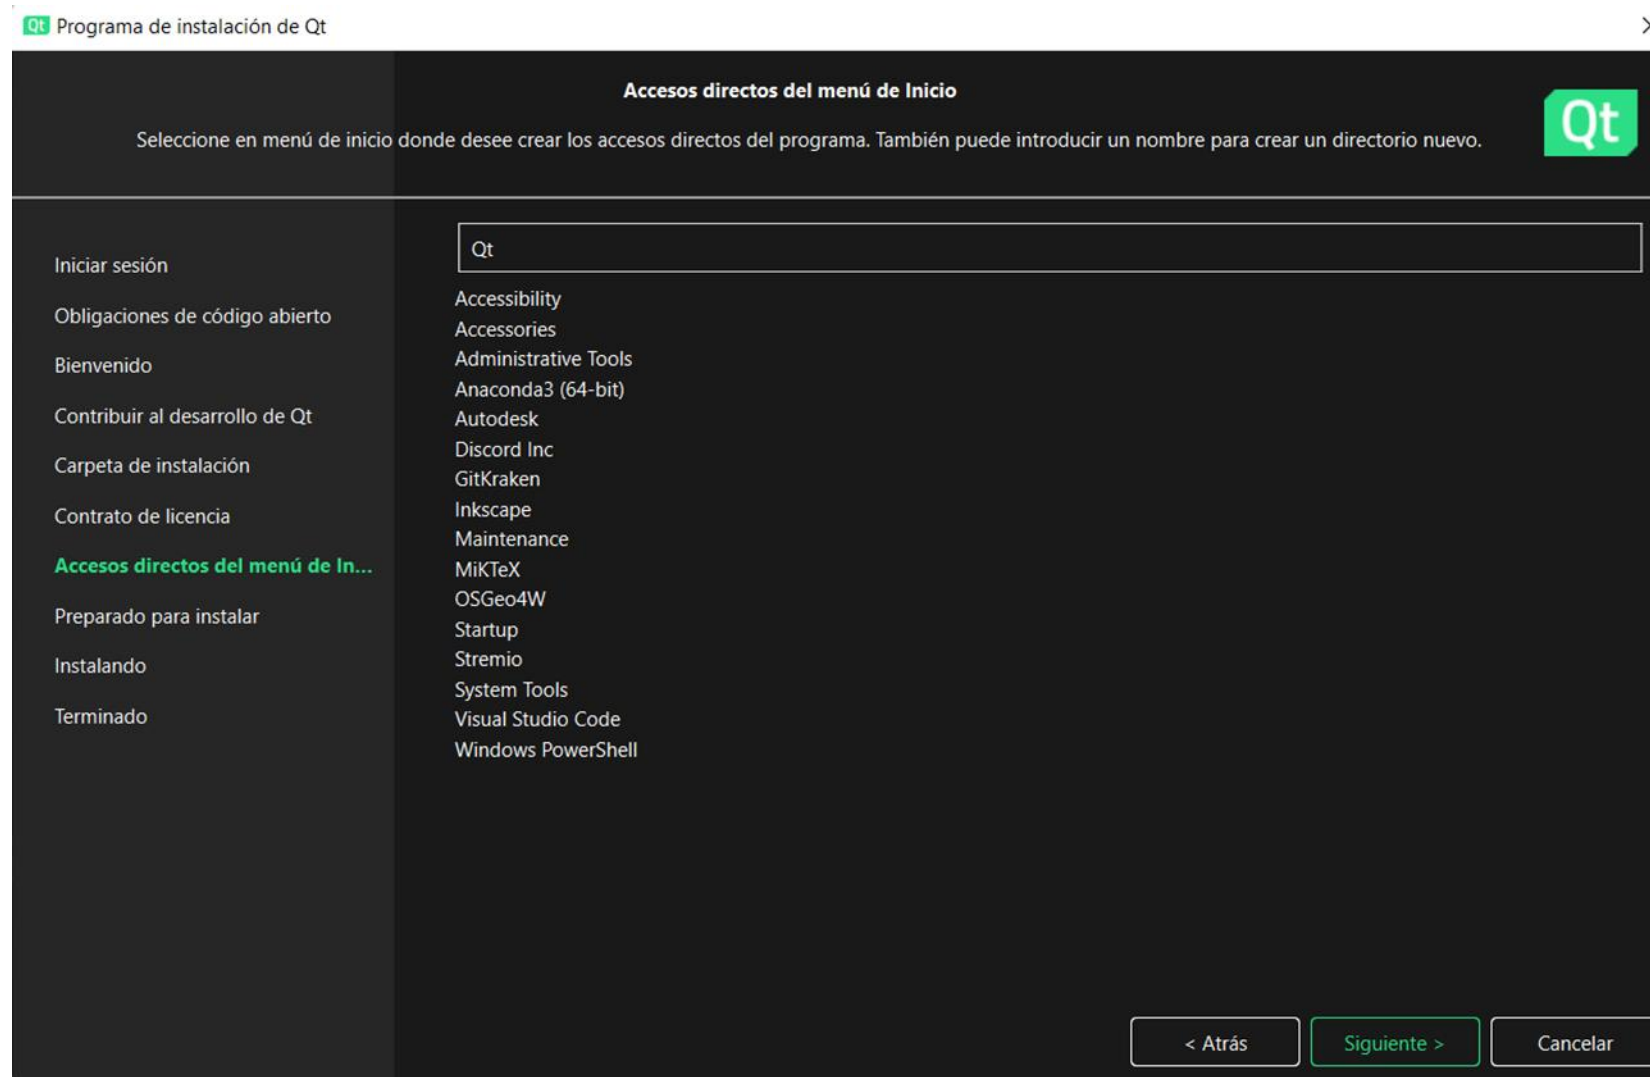 Qt Programa de instalación de Qt
Accesos directos del menú de Inicio
Seleccione en menú de inicio donde desee crear los accesos directos del programa. También puede introducir un nombre para crear un directorio nuevo.
Qt
Iniciar sesión
Obligaciones de código abierto
Bienvenido
Contribuir al desarrollo de Qt
Carpeta de instalación
Contrato de licencia
Accesos directos del menú de In...
Preparado para instalar
Instalando
Terminado
Qt
Accessibility
Accessories
Administrative Tools
Anaconda3 (64-bit)
Autodesk
Discord Inc
GitKraken
Inkscape
Maintenance
MiKTeX
OSGeo4W
Startup
Stremio
System Tools
Visual Studio Code
Windows PowerShell
< Atrás
Siguiente >
Cancelar